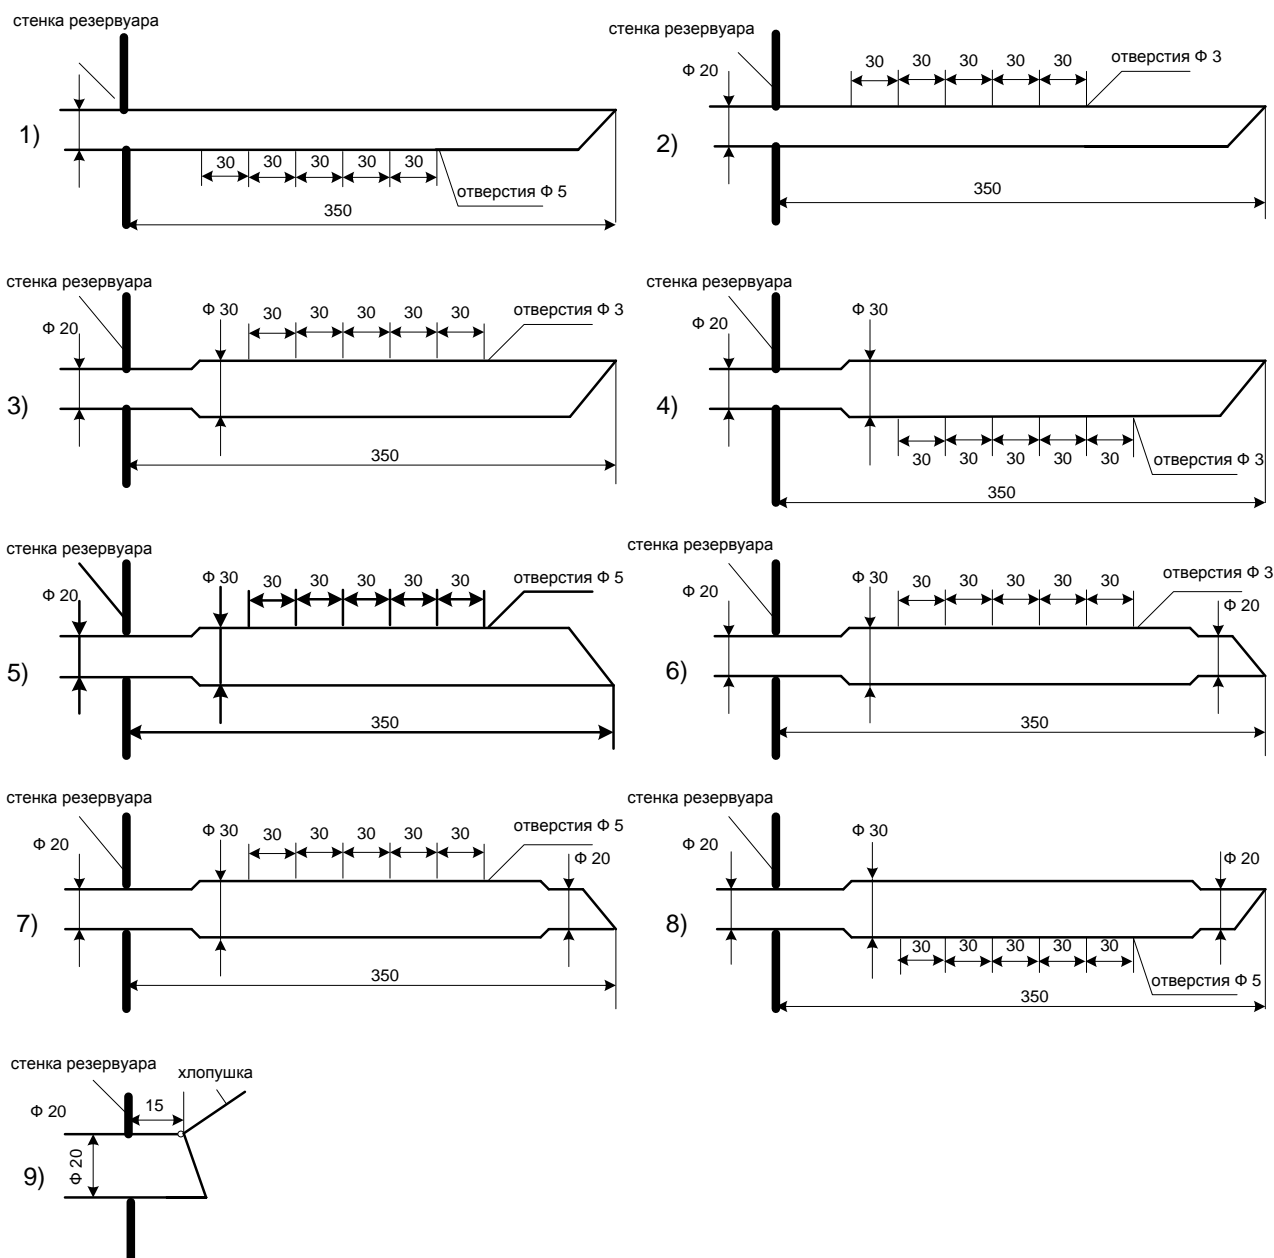 стенка резервуара
1)
30 30 30 30 30
отверстия Ф 5
350
стенка резервуара
Ф 20
30 30 30 30 30
отверстия Ф 3
2)
350
стенка резервуара
Ф 20
Ф 30
30 30 30 30 30
отверстия Ф 3
3)
350
стенка резервуара
Ф 20
Ф 30
4)
30 30 30 30 30
отверстия Ф 3
350
стенка резервуара
Ф 20
Ф 30
30 30 30 30 30
отверстия Ф 5
5)
350
стенка резервуара
Ф 20
Ф 30
30 30 30 30 30
отверстия Ф 3
Ф 20
6)
350
стенка резервуара
Ф 20
Ф 30
30 30 30 30 30
отверстия Ф 5
Ф 20
7)
350
стенка резервуара
Ф 20
Ф 30
Ф 20
8)
30 30 30 30 30
отверстия Ф 5
350
стенка резервуара
хлопушка
Ф 20
15
Ф 20
9)